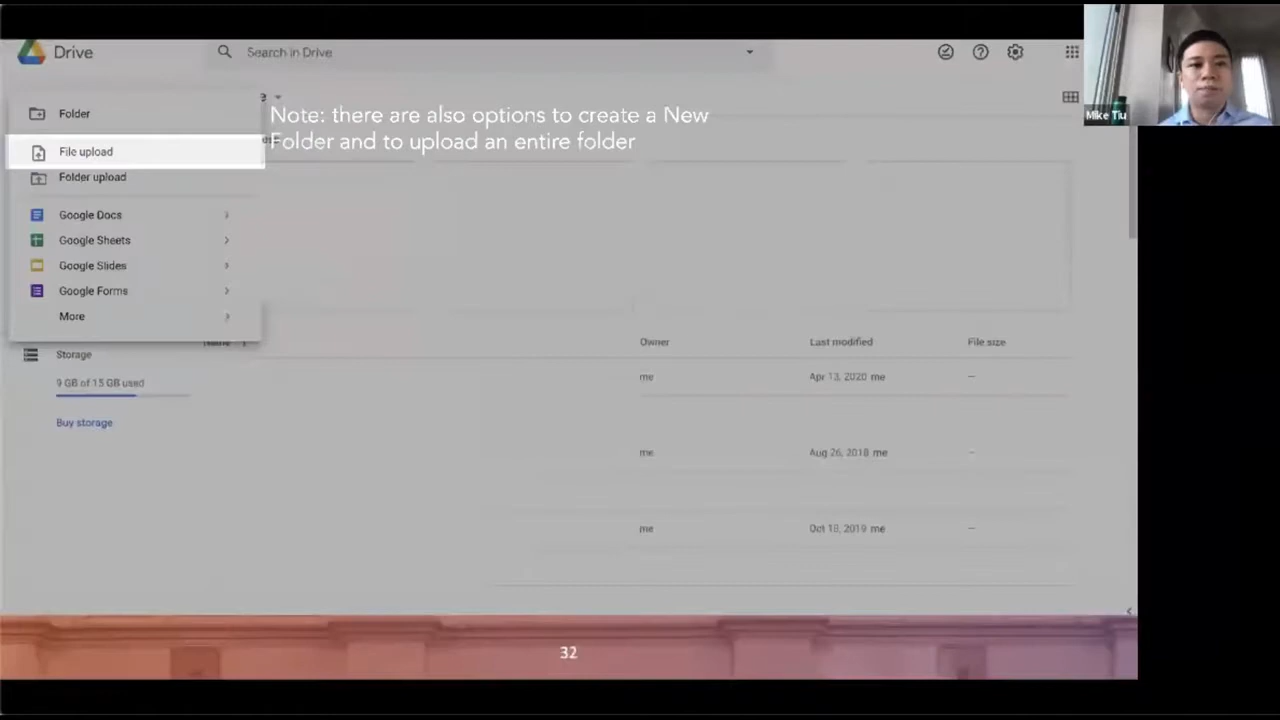 Drive
Search in Drive
Mike Tiu
Folder
Note: there are also options to create a New
Folder and to upload an entire folder
File upload
Folder upload
Google Docs
Google Sheets
Google Slides
Google Forms
More
Storage
Owner
Last modified
File size
9 GB of 15 GB used
me
Apr 13, 2020 me
—
Buy storage
me
Aug 26, 2018 me
—
me
Oct 18, 2019 me
—
32